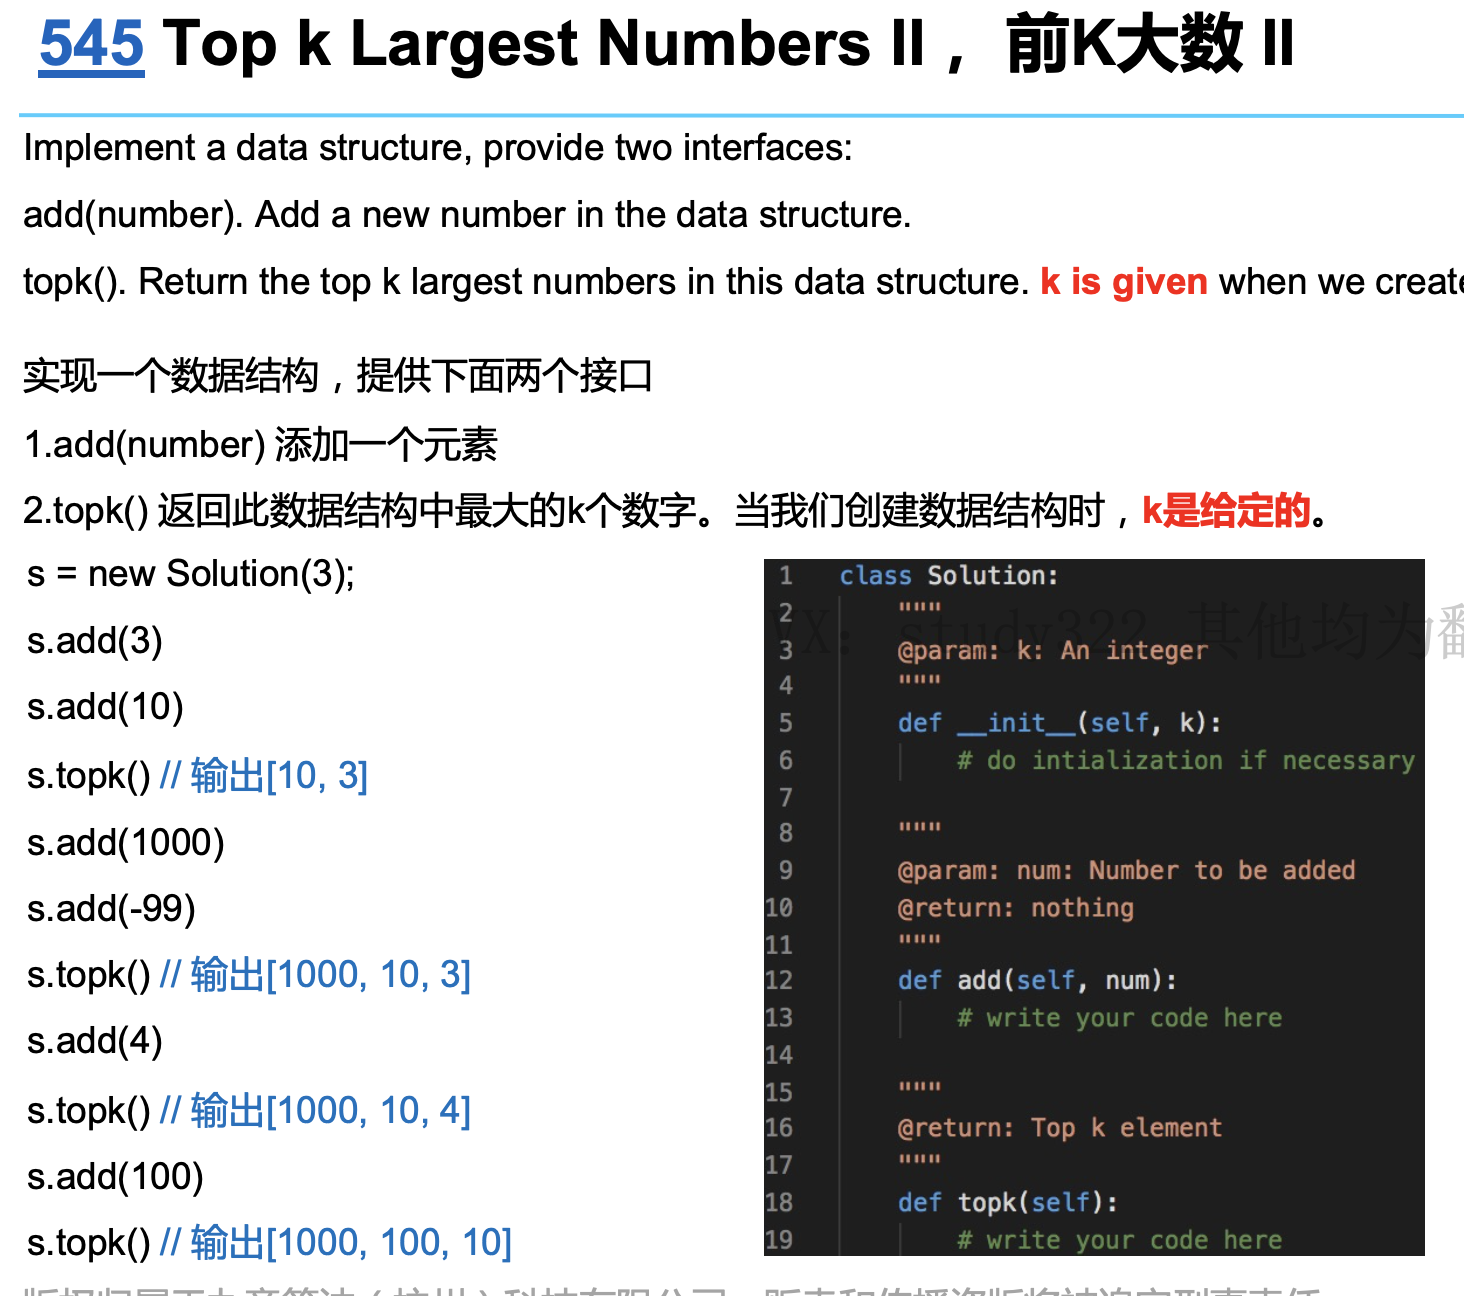 545 Top k Largest Numbers II ，前K大数 II
Implement a data structure, provide two interfaces:
add(number). Add a new number in the data structure.
topk(). Return the top k largest numbers in this data structure. k is given when we create
实现一个数据结构，提供下面两个接口
1.add(number) 添加一个元素
2.topk() 返回此数据结构中最大的k个数字。当我们创建数据结构时，k是给定的。
s = new Solution(3);
s.add(3)
s.add(10)
s.topk() // 输出[10, 3]
s.add(1000)
s.add(-99)
s.topk() // 输出[1000, 10, 3]
s.add(4)
s.topk() // 输出[1000, 10, 4]
s.add(100)
s.topk() // 输出[1000, 100, 10]
1 class Solution:
2 """
3 @param: k: An integer
4 """
5 def __init__(self, k):
6 # do intialization if necessary
7
8 """
9 @param: num: Number to be added
10 @return: nothing
11 """
12 def add(self, num):
13 # write your code here
14
15 """
16 @return: Top k element
17 """
18 def topk(self):
19 # write your code here
VX: study322 其他均为翻